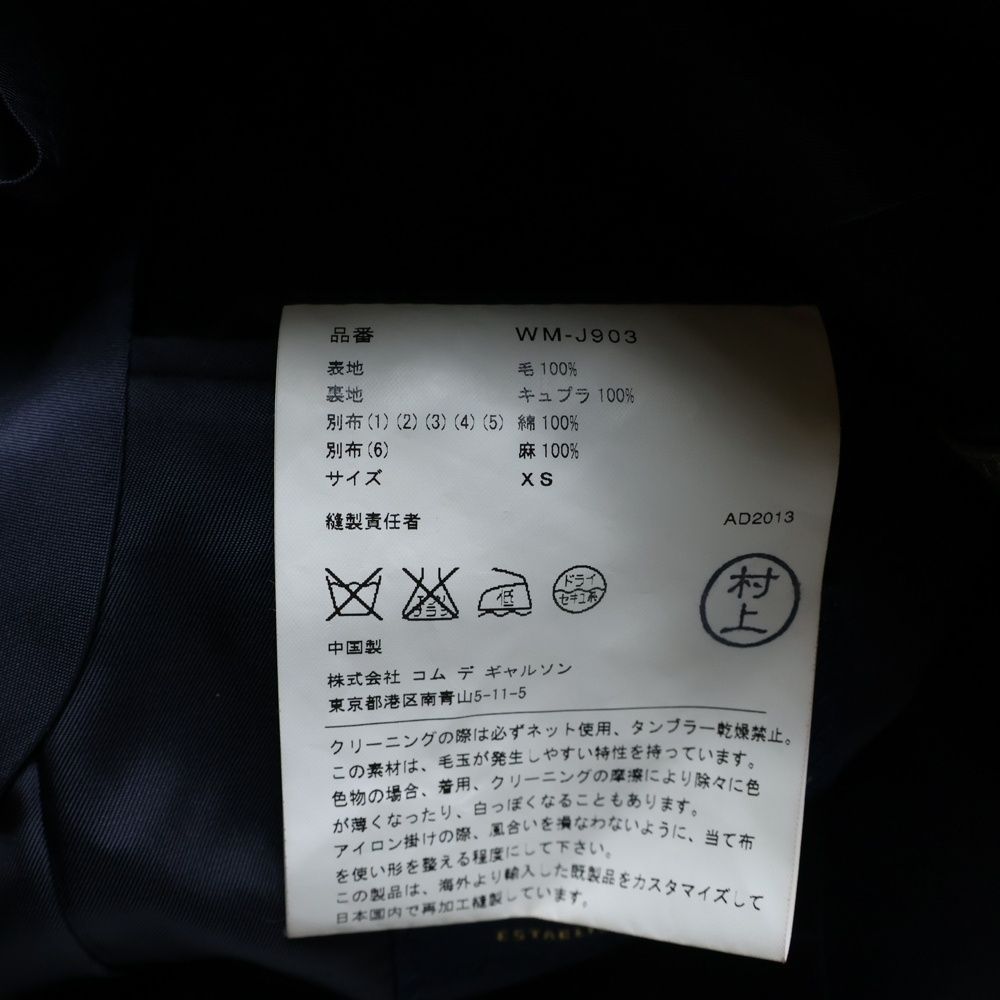 品番 WM-J903
表地 毛 100%
裏地 キュプラ 100%
別布(1)(2)(3)(4)(5) 綿 100%
別布(6) 麻 100%
サイズ XS
縫製責任者 AD2013
村上
低
ドライ
セキユ系
中国製
株式会社 コム デ ギャルソン
東京都港区南青山5-11-5
クリーニングの際は必ずネット使用、タンブラー乾燥禁止。
この素材は、毛玉が発生しやすい特性を持っています。
色物の場合、着用、クリーニングの摩擦により除々に色
が薄くなったり、白っぽくなることもあります。
アイロン掛けの際、風合いを損なわないように、当て布
を使い形を整える程度にして下さい。
この製品は、海外より輸入した既製品をカスタマイズして
日本国内で再加工縫製しています。